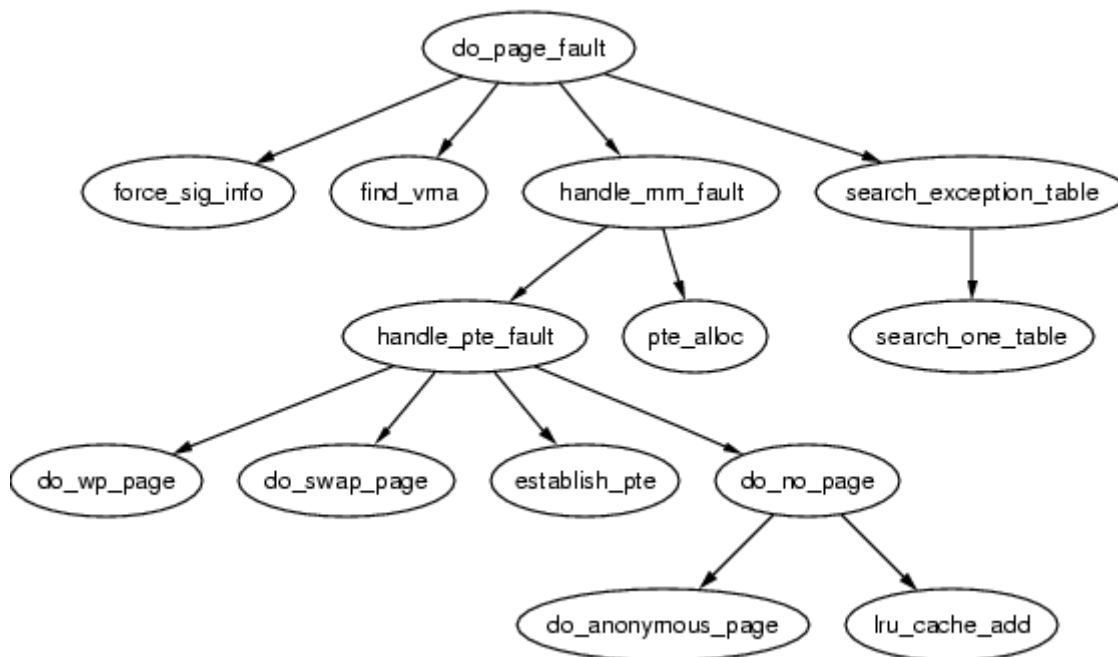 do_page_fault
force_sig_info
find_vma
handle_mm_fault
search_exception_table
handle_pte_fault
pte_alloc
search_one_table
do_wp_page
do_swap_page
establish_pte
do_no_page
do_anonymous_page
lru_cache_add